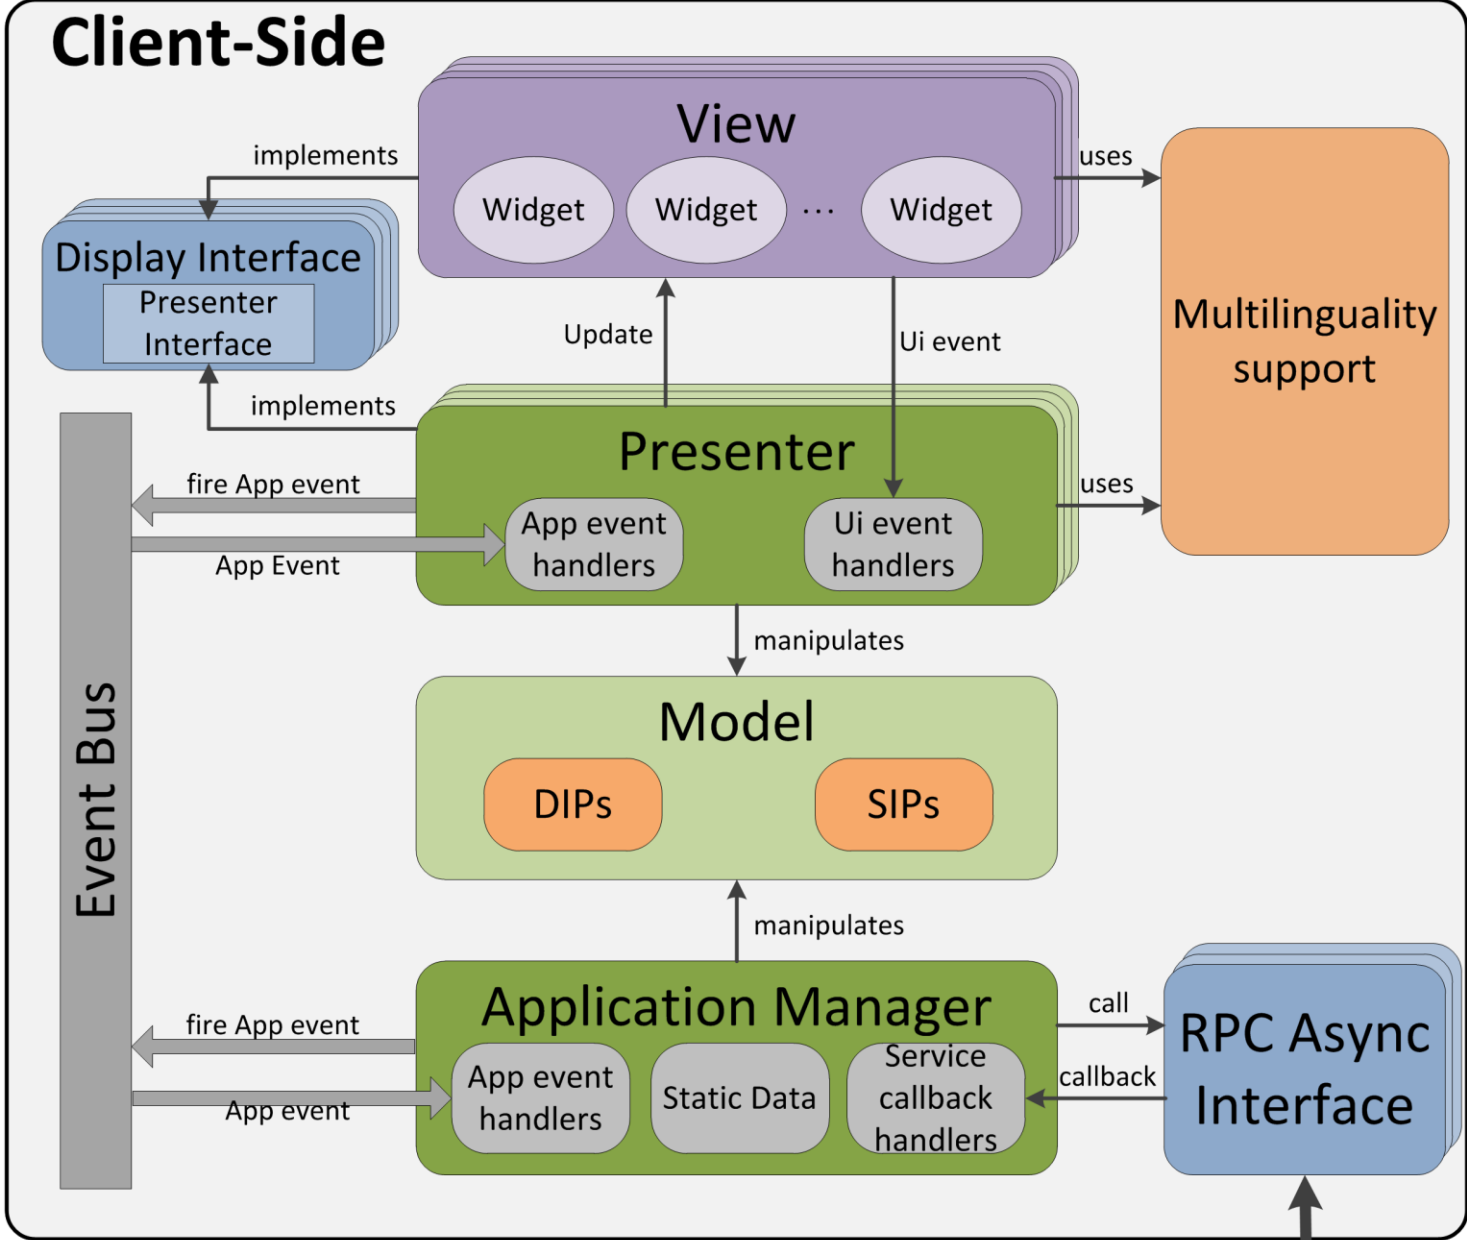 Client-Side
View
implements
uses
Widget
Widget
...
Widget
Display Interface
Presenter
Interface
Multilinguality
support
Update
Ui event
implements
Presenter
fire App event
uses
App event
handlers
Ui event
handlers
App Event
manipulates
Model
Event Bus
DIPs
SIPs
manipulates
Application Manager
call
fire App event
RPC Async
Interface
App event
handlers
Static Data
Service
callback
handlers
callback
App event